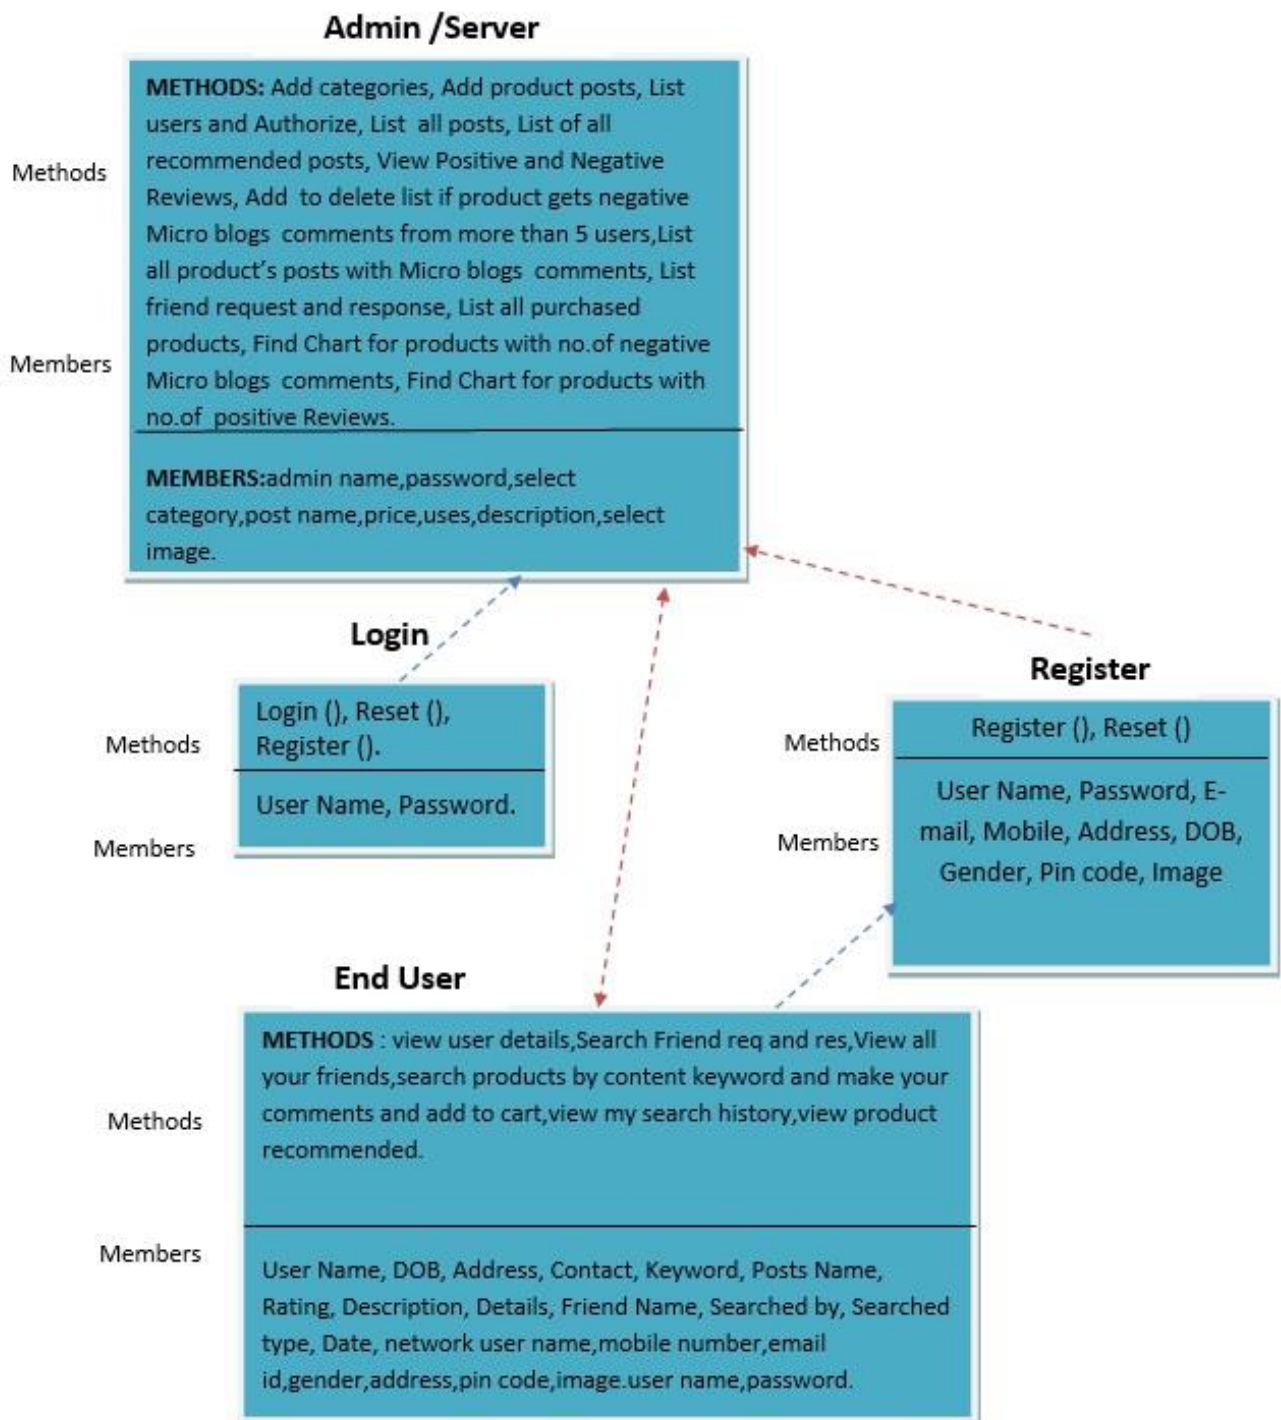 Admin /Server
METHODS: Add categories, Add product posts, List
users and Authorize, List  all posts, List of all
recommended posts, View Positive and Negative
Reviews, Add  to delete list if product gets negative
Micro blogs  comments from more than 5 users,List
all product’s posts with Micro blogs  comments, List
friend request and response, List all purchased
products, Find Chart for products with no.of negative
Micro blogs  comments, Find Chart for products with
no.of  positive Reviews.
Methods
Members
MEMBERS:admin name,password,select
category,post name,price,uses,description,select
image.
Login
Login (), Reset (),
Register ().
Methods
User Name, Password.
Members
Register
Register (), Reset ()
Methods
User Name, Password, E-
mail, Mobile, Address, DOB,
Gender, Pin code, Image
Members
End User
METHODS : view user details,Search Friend req and res,View all
your friends,search products by content keyword and make your
comments and add to cart,view my search history,view product
recommended.
Methods
Members
User Name, DOB, Address, Contact, Keyword, Posts Name,
Rating, Description, Details, Friend Name, Searched by, Searched
type, Date, network user name,mobile number,email
id,gender,address,pin code,image.user name,password.